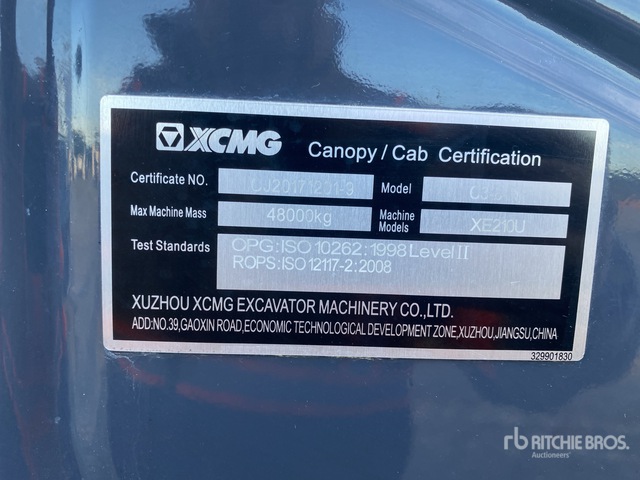 XCMG Canopy / Cab Certification
Certificate NO. CJ20171201-9 Model
Max Machine Mass 48000kg Machine Models XE210U
Test Standards OPG:ISO 10262:1998 Level II
ROPS:ISO 12117-2:2008
XUZHOU XCMG EXCAVATOR MACHINERY CO.,LTD.
ADD:NO.39,GAOXIN ROAD,ECONOMIC TECHNOLOGICAL DEVELOPMENT ZONE,XUZHOU,JIANGSU,CHINA
329901830
rb RITCHIE BROS.
Auctioneers